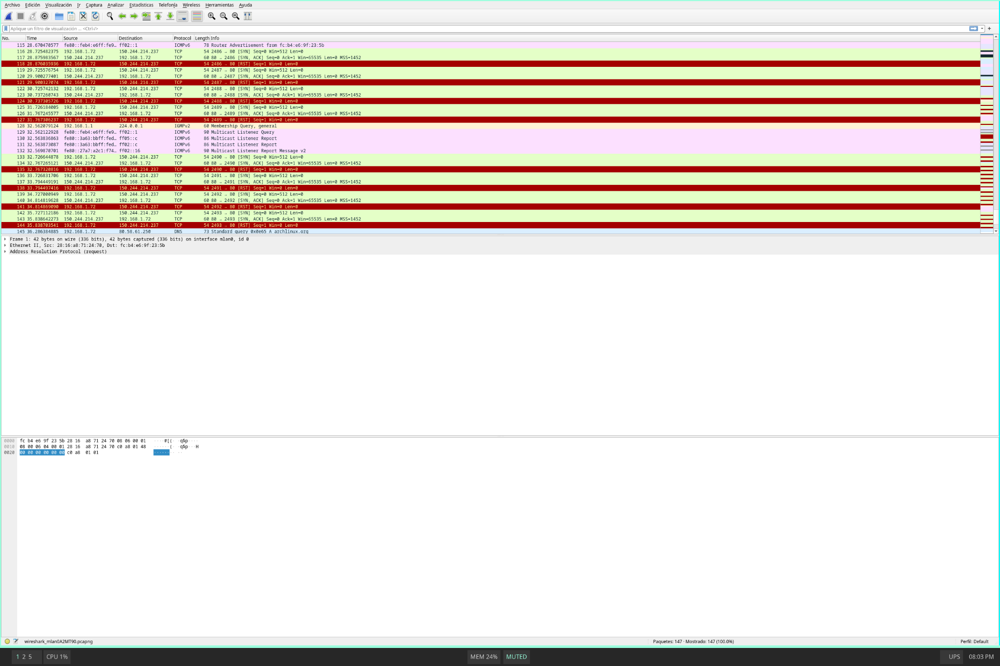 Archivo Edición Visualización Ir Captura Analizar Estadísticas Telefonía Wireless Herramientas Ayuda
Aplique un filtro de visualización ... <Ctrl-/>
No. Time Source Destination Protocol Length Info
115 28.670470577 fe80::feb4:e6ff:fe9… ff02::1 ICMPv6 78 Router Advertisement from fc:b4:e6:9f:23:5b
116 28.725482375 192.168.1.72 150.244.214.237 TCP 54 2486 → 80 [SYN] Seq=0 Win=512 Len=0
117 28.875983567 150.244.214.237 192.168.1.72 TCP 60 80 → 2486 [SYN, ACK] Seq=0 Ack=1 Win=65535 Len=0 MSS=1452
118 28.876035936 192.168.1.72 150.244.214.237 TCP 54 2486 → 80 [RST] Seq=1 Win=0 Len=0
119 29.725576754 192.168.1.72 150.244.214.237 TCP 54 2487 → 80 [SYN] Seq=0 Win=512 Len=0
120 29.900277401 150.244.214.237 192.168.1.72 TCP 60 80 → 2487 [SYN, ACK] Seq=0 Ack=1 Win=65535 Len=0 MSS=1452
121 29.900327074 192.168.1.72 150.244.214.237 TCP 54 2487 → 80 [RST] Seq=1 Win=0 Len=0
122 30.725742132 192.168.1.72 150.244.214.237 TCP 54 2488 → 80 [SYN] Seq=0 Win=512 Len=0
123 30.737260743 150.244.214.237 192.168.1.72 TCP 60 80 → 2488 [SYN, ACK] Seq=0 Ack=1 Win=65535 Len=0 MSS=1452
124 30.737305726 192.168.1.72 150.244.214.237 TCP 54 2488 → 80 [RST] Seq=1 Win=0 Len=0
125 31.726184005 192.168.1.72 150.244.214.237 TCP 54 2489 → 80 [SYN] Seq=0 Win=512 Len=0
126 31.767245577 150.244.214.237 192.168.1.72 TCP 60 80 → 2489 [SYN, ACK] Seq=0 Ack=1 Win=65535 Len=0 MSS=1452
127 31.767306237 192.168.1.72 150.244.214.237 TCP 54 2489 → 80 [RST] Seq=1 Win=0 Len=0
128 32.562079124 192.168.1.1 224.0.0.1 IGMPv2 60 Membership Query, general
129 32.562122928 fe80::feb4:e6ff:fe9… ff02::1 ICMPv6 90 Multicast Listener Query
130 32.563836863 fe80::3a63:bbff:fed… ff05::c ICMPv6 86 Multicast Listener Report
131 32.563873087 fe80::3a63:bbff:fed… ff02::c ICMPv6 86 Multicast Listener Report
132 32.569870701 fe80::27a7:a2c1:f74… ff02::16 ICMPv6 90 Multicast Listener Report Message v2
133 32.726644878 192.168.1.72 150.244.214.237 TCP 54 2490 → 80 [SYN] Seq=0 Win=512 Len=0
134 32.767265121 150.244.214.237 192.168.1.72 TCP 60 80 → 2490 [SYN, ACK] Seq=0 Ack=1 Win=65535 Len=0 MSS=1452
135 32.767320816 192.168.1.72 150.244.214.237 TCP 54 2490 → 80 [RST] Seq=1 Win=0 Len=0
136 33.726831706 192.168.1.72 150.244.214.237 TCP 54 2491 → 80 [SYN] Seq=0 Win=512 Len=0
137 33.794449191 150.244.214.237 192.168.1.72 TCP 60 80 → 2491 [SYN, ACK] Seq=0 Ack=1 Win=65535 Len=0 MSS=1452
138 33.794497416 192.168.1.72 150.244.214.237 TCP 54 2491 → 80 [RST] Seq=1 Win=0 Len=0
139 34.727000949 192.168.1.72 150.244.214.237 TCP 54 2492 → 80 [SYN] Seq=0 Win=512 Len=0
140 34.814819628 150.244.214.237 192.168.1.72 TCP 60 80 → 2492 [SYN, ACK] Seq=0 Ack=1 Win=65535 Len=0 MSS=1452
141 34.814869090 192.168.1.72 150.244.214.237 TCP 54 2492 → 80 [RST] Seq=1 Win=0 Len=0
142 35.727112186 192.168.1.72 150.244.214.237 TCP 54 2493 → 80 [SYN] Seq=0 Win=512 Len=0
143 35.838642273 150.244.214.237 192.168.1.72 TCP 60 80 → 2493 [SYN, ACK] Seq=0 Ack=1 Win=65535 Len=0 MSS=1452
144 35.838703541 192.168.1.72 150.244.214.237 TCP 54 2493 → 80 [RST] Seq=1 Win=0 Len=0
145 36.286384885 192.168.1.72 80.58.61.250 DNS 73 Standard query 0x0e65 A archlinux.org
Frame 1: 42 bytes on wire (336 bits), 42 bytes captured (336 bits) on interface mlan0, id 0
Ethernet II, Src: 28:16:a8:71:24:70, Dst: fc:b4:e6:9f:23:5b
Address Resolution Protocol (request)
0000 fc b4 e6 9f 23 5b 28 16 a8 71 24 70 08 06 00 01 ····#[(· ·q$p····
0010 08 00 06 04 00 01 28 16 a8 71 24 70 c0 a8 01 48 ······(· ·q$p···H
0020 00 00 00 00 00 00 c0 a8 01 01 ········ ··
wireshark_mlan0A2MT90.pcapng Paquetes: 147 · Mostrado: 147 (100.0%) Perfil: Default
1 2 5 CPU 1% MEM 24% MUTED UPS 08:03 PM